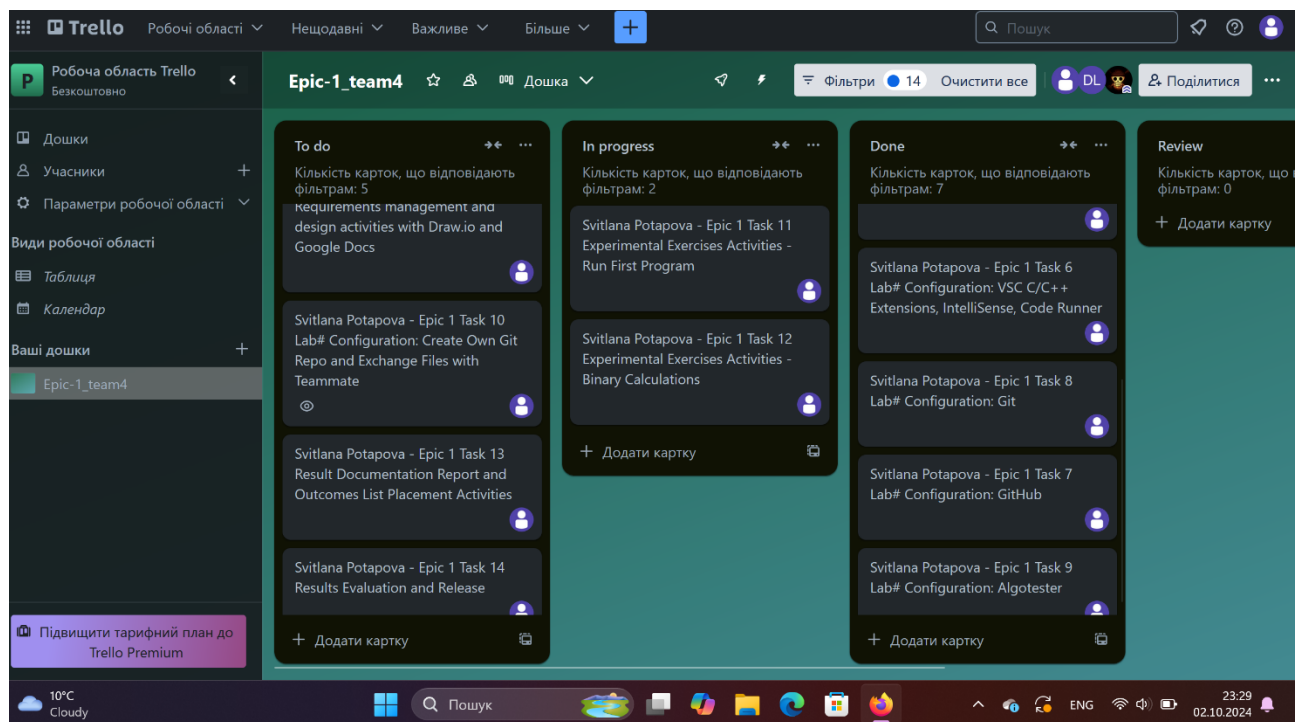 Trello
Робочі області
Нещодавні
Важливе
Більше
Пошук
P
Робоча область Trello
Безкоштовно
Epic-1_team4
Дошка
Фільтри
14
Очистити все
DL
Поділитися
Дошки
Учасники
Параметри робочої області
Види робочої області
Таблиця
Календар
Ваші дошки
Epic-1_team4
Підвищити тарифний план до
Trello Premium
To do
Кількість карток, що відповідають
фільтрам: 5
Requirements management and
design activities with Draw.io and
Google Docs
Svitlana Potapova - Epic 1 Task 10
Lab# Configuration: Create Own Git
Repo and Exchange Files with
Teammate
Svitlana Potapova - Epic 1 Task 13
Result Documentation Report and
Outcomes List Placement Activities
Svitlana Potapova - Epic 1 Task 14
Results Evaluation and Release
Додати картку
In progress
Кількість карток, що відповідають
фільтрам: 2
Svitlana Potapova - Epic 1 Task 11
Experimental Exercises Activities -
Run First Program
Svitlana Potapova - Epic 1 Task 12
Experimental Exercises Activities -
Binary Calculations
Додати картку
Done
Кількість карток, що відповідають
фільтрам: 7
Svitlana Potapova - Epic 1 Task 6
Lab# Configuration: VSC C/C++
Extensions, IntelliSense, Code Runner
Svitlana Potapova - Epic 1 Task 8
Lab# Configuration: Git
Svitlana Potapova - Epic 1 Task 7
Lab# Configuration: GitHub
Svitlana Potapova - Epic 1 Task 9
Lab# Configuration: Algotester
Додати картку
Review
Кількість карток, що
фільтрам: 0
Додати картку
10°C
Cloudy
Пошук
ENG
23:29
02.10.2024